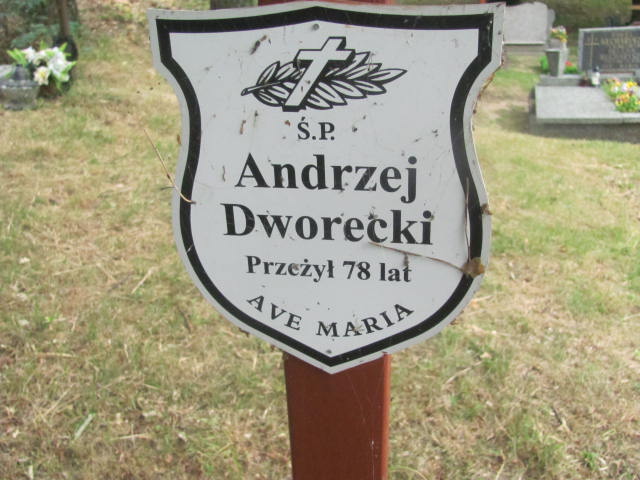 Ś.P.
Andrzej
Dworecki
Przeżył 78 lat
AVE MARIA